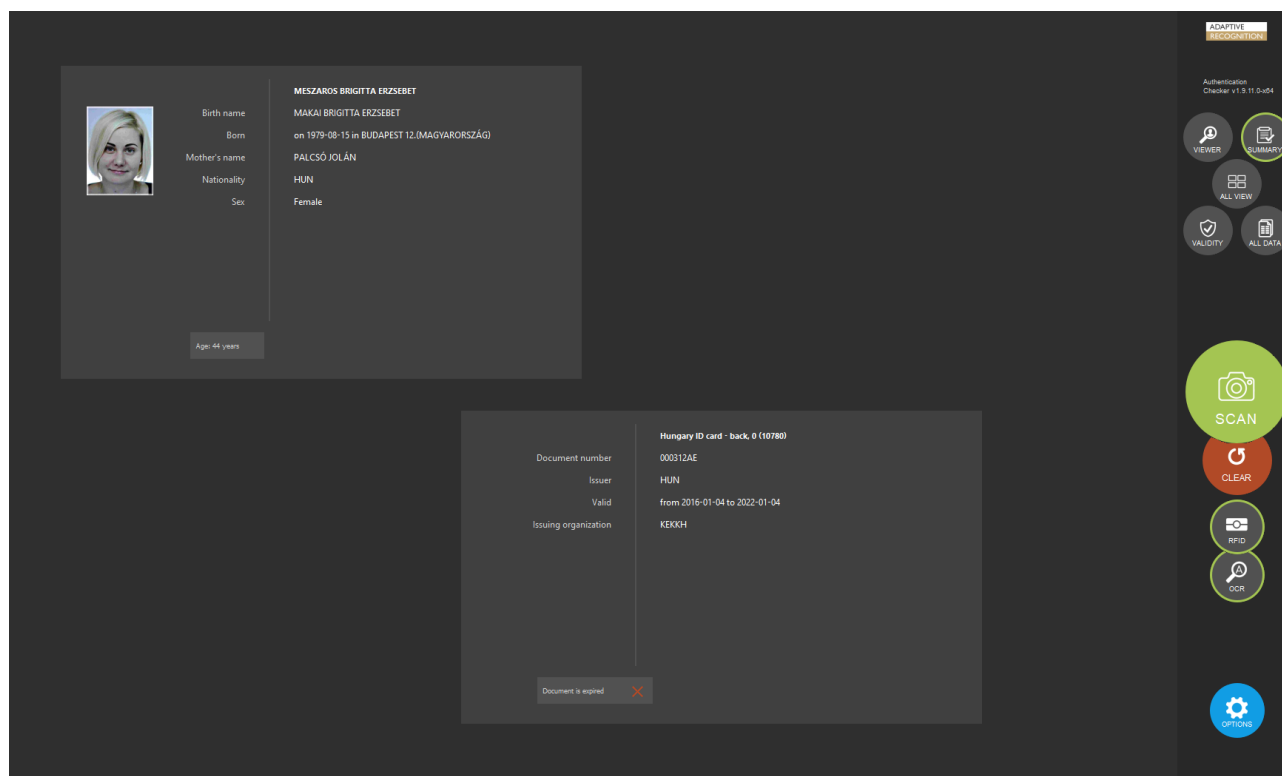 ADAPTIVE
RECOGNITION
Authentication
Checker v1.9.11.0-x64
VIEWER
SUMMARY
ALL VIEW
VALIDITY
ALL DATA
MESZAROS BRIGITTA ERZSEBET
Birth name MAKAI BRIGITTA ERZSEBET
Born on 1979-08-15 in BUDAPEST 12.(MAGYARORSZÁG)
Mother's name PALCSÓ JOLÁN
Nationality HUN
Sex Female
Age: 44 years
SCAN
CLEAR
RFID
OCR
OPTIONS
Hungary ID card - back, 0 (10780)
Document number 000312AE
Issuer HUN
Valid from 2016-01-04 to 2022-01-04
Issuing organization KEKKH
Document is expired